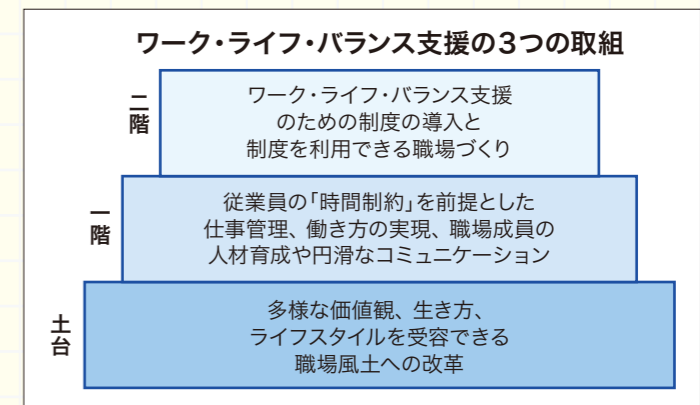 ワーク・ライフ・バランス支援の3つの取組
二階
ワーク・ライフ・バランス支援
のための制度の導入と
制度を利用できる職場づくり
一階
従業員の「時間制約」を前提とした
仕事管理、働き方の実現、職場成員の
人材育成や円滑なコミュニケーション
土台
多様な価値観、生き方、
ライフスタイルを受容できる
職場風土への改革